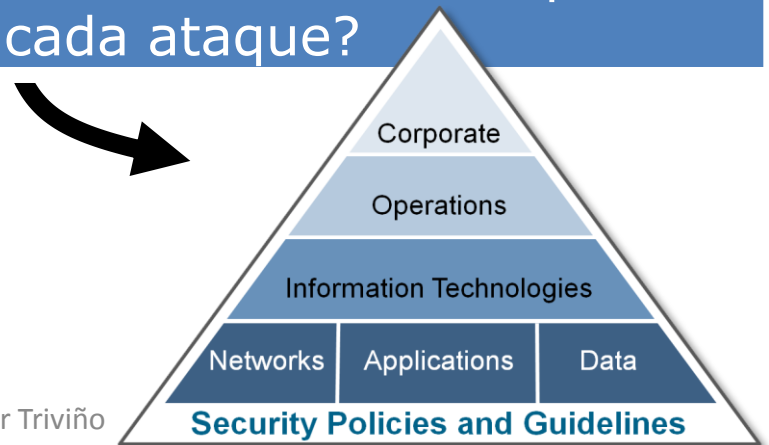 cada ataque?
Corporate
Operations
Information Technologies
Networks Applications Data
Triviño
Security Policies and Guidelines